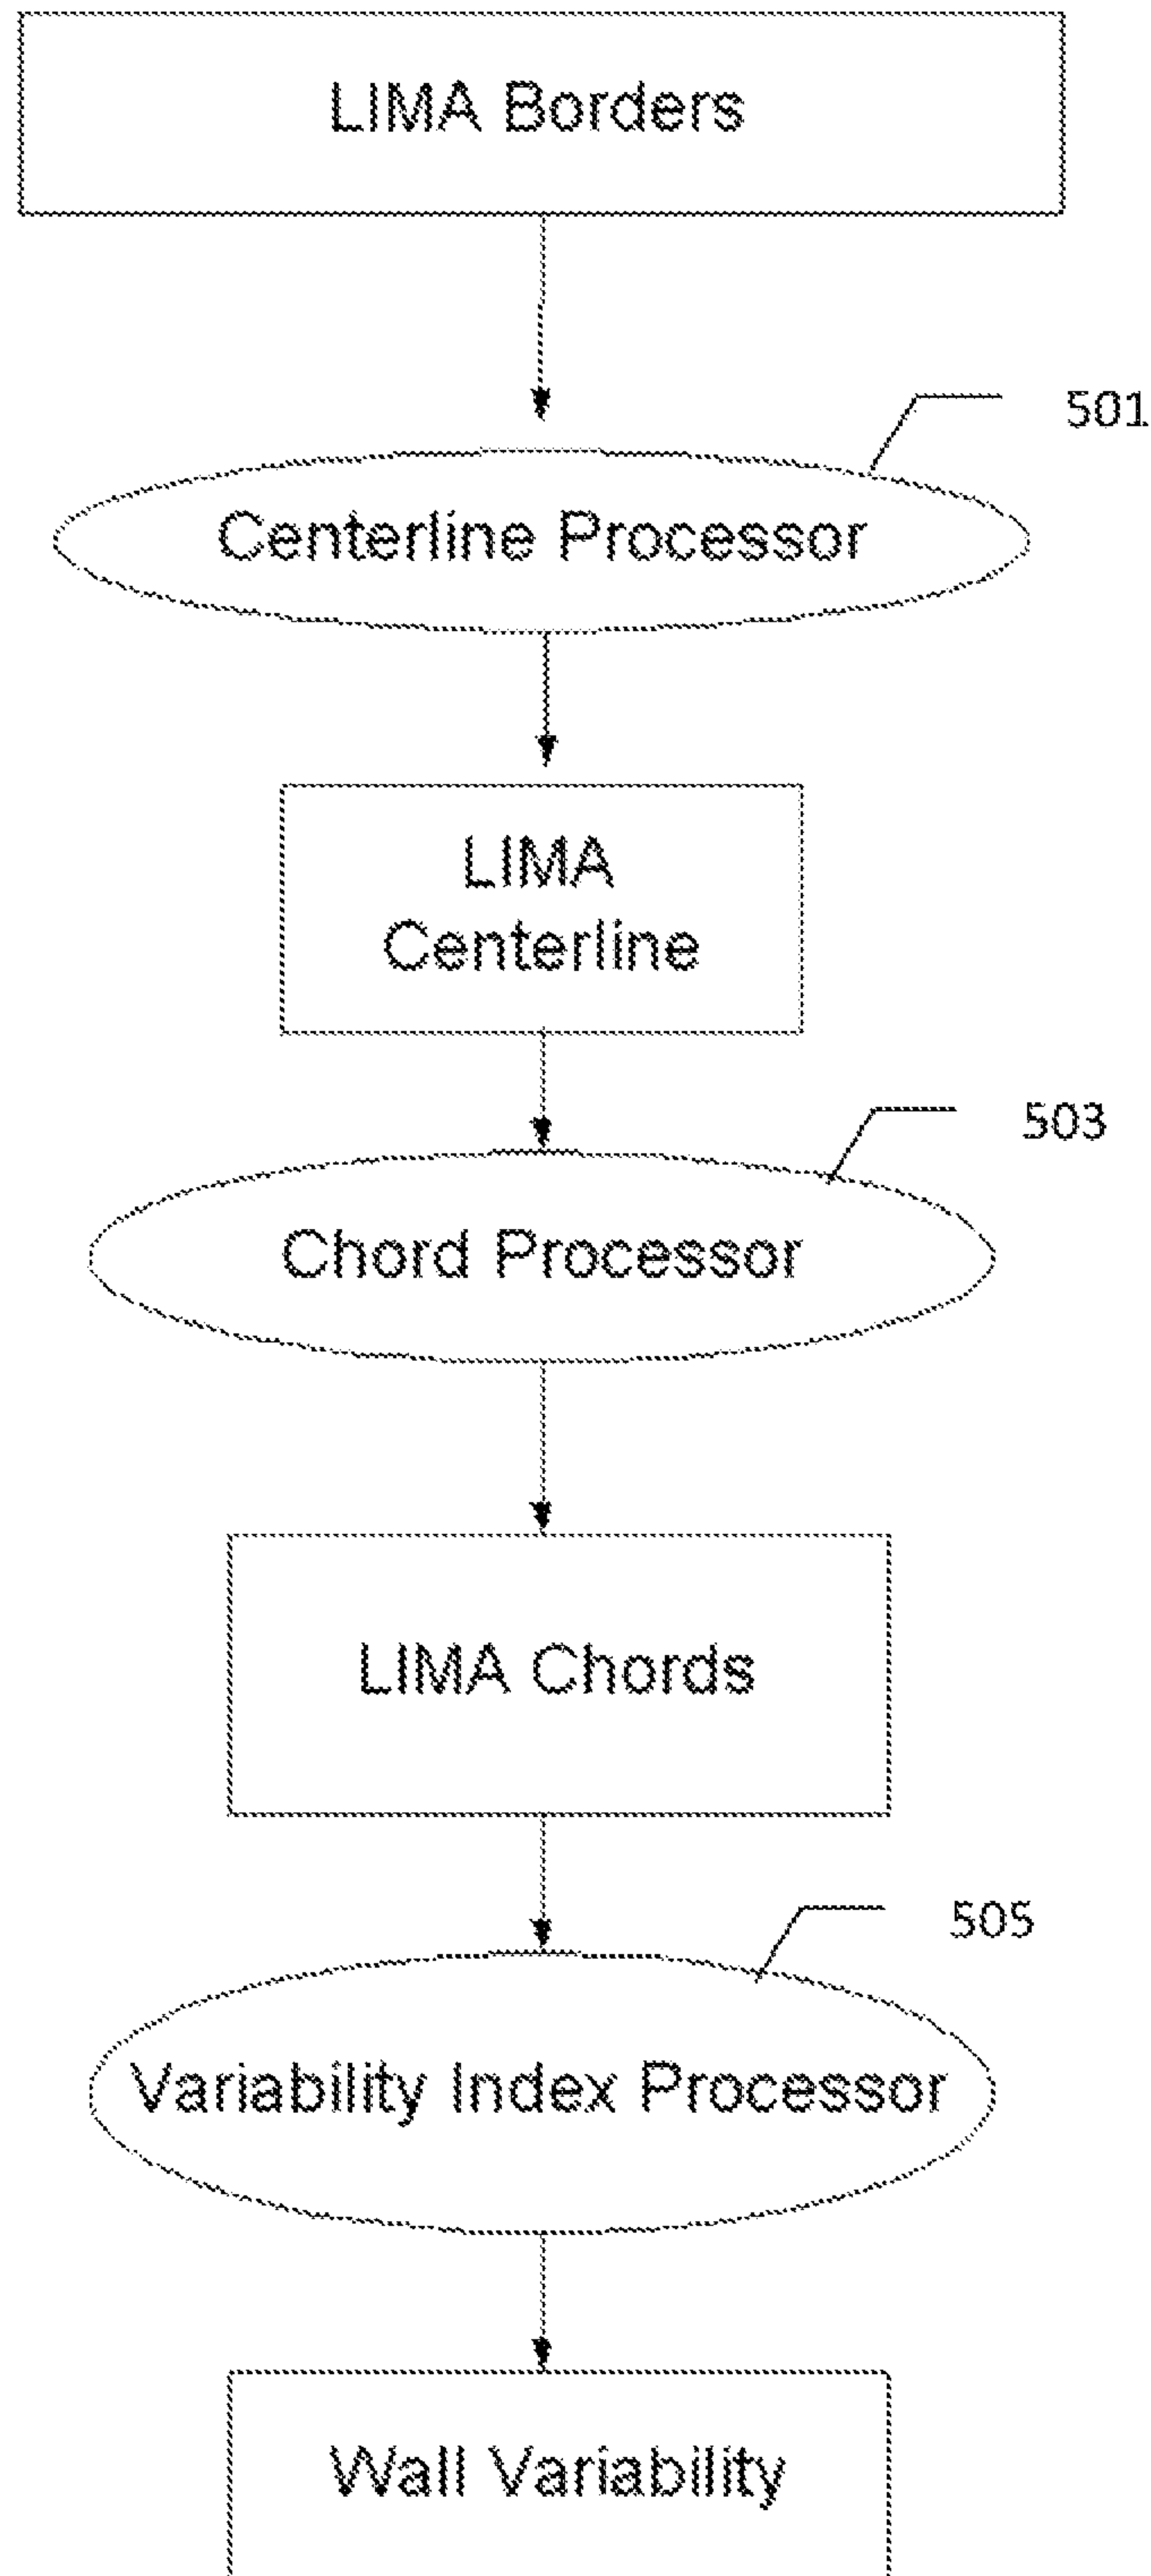 LIMA Borders
501
Centerline Processor
LIMA
Centerline
503
Chord Processor
LIMA Chords
505
Variability Index Processor
Wall Variability